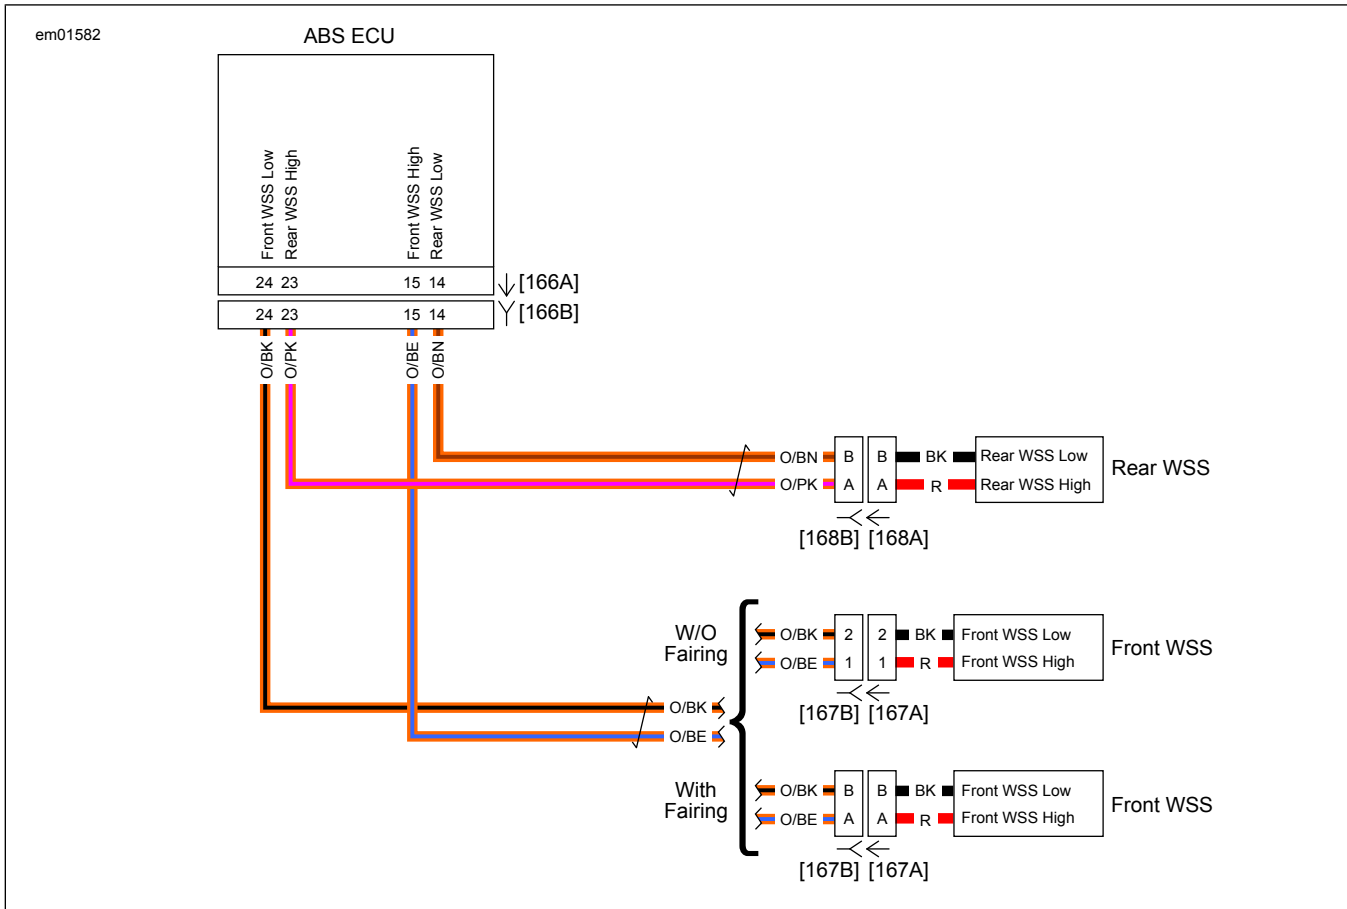 em01582
ABS ECU
Front WSS Low
Rear WSS High
Front WSS High
Rear WSS Low
24 23 15 14 [166A]
24 23 15 14 [166B]
O/BK
O/PK
O/BE
O/BN
O/BN B B BK Rear WSS Low
O/PK A A R Rear WSS High
Rear WSS
[168B] [168A]
W/O
Fairing
O/BK 2 2 BK Front WSS Low
O/BE 1 1 R Front WSS High
Front WSS
[167B] [167A]
O/BK
O/BE
With
Fairing
O/BK B B BK Front WSS Low
O/BE A A R Front WSS High
Front WSS
[167B] [167A]